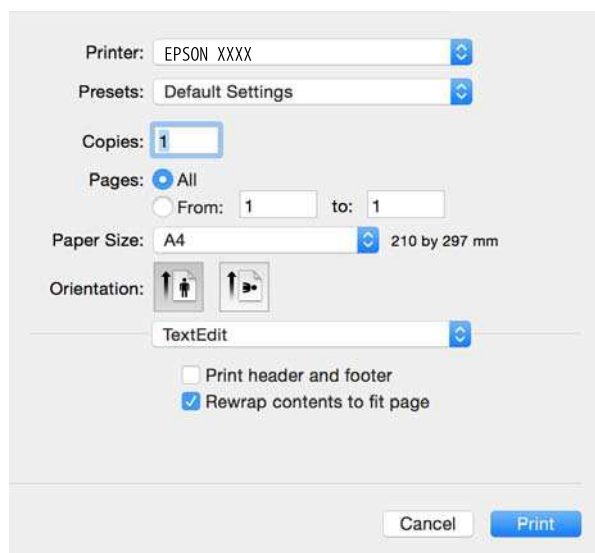 Printer: EPSON XXXX
Presets: Default Settings
Copies: 1
Pages: All
From: 1 to: 1
Paper Size: A4 210 by 297 mm
Orientation:
TextEdit
Print header and footer
Rewrap contents to fit page
Cancel Print